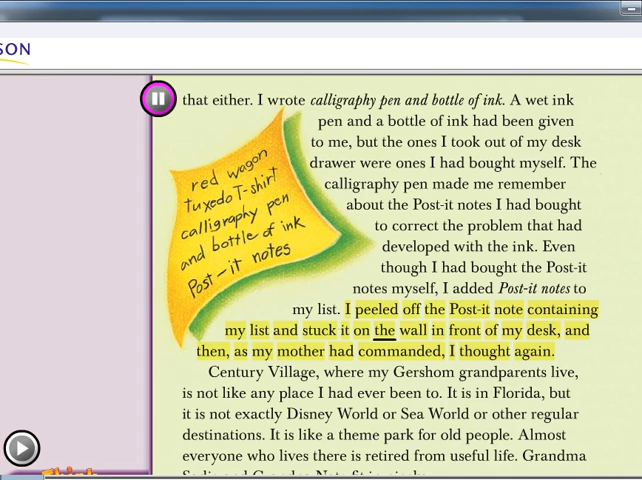 SON
that either. I wrote calligraphy pen and bottle of ink. A wet ink
pen and a bottle of ink had been given
to me, but the ones I took out of my desk
drawer were ones I had bought myself. The
calligraphy pen made me remember
about the Post-it notes I had bought
to correct the problem that had
developed with the ink. Even
though I had bought the Post-it
notes myself, I added Post-it notes to
my list. I peeled off the Post-it note containing
my list and stuck it on the wall in front of my desk, and
then, as my mother had commanded, I thought again.
red wagon
tuxedo T-shirt
calligraphy pen
and bottle of ink
Post-it notes
Century Village, where my Gershom grandparents live,
is not like any place I had ever been to. It is in Florida, but
it is not exactly Disney World or Sea World or other regular
destinations. It is like a theme park for old people. Almost
everyone who lives there is retired from useful life. Grandma